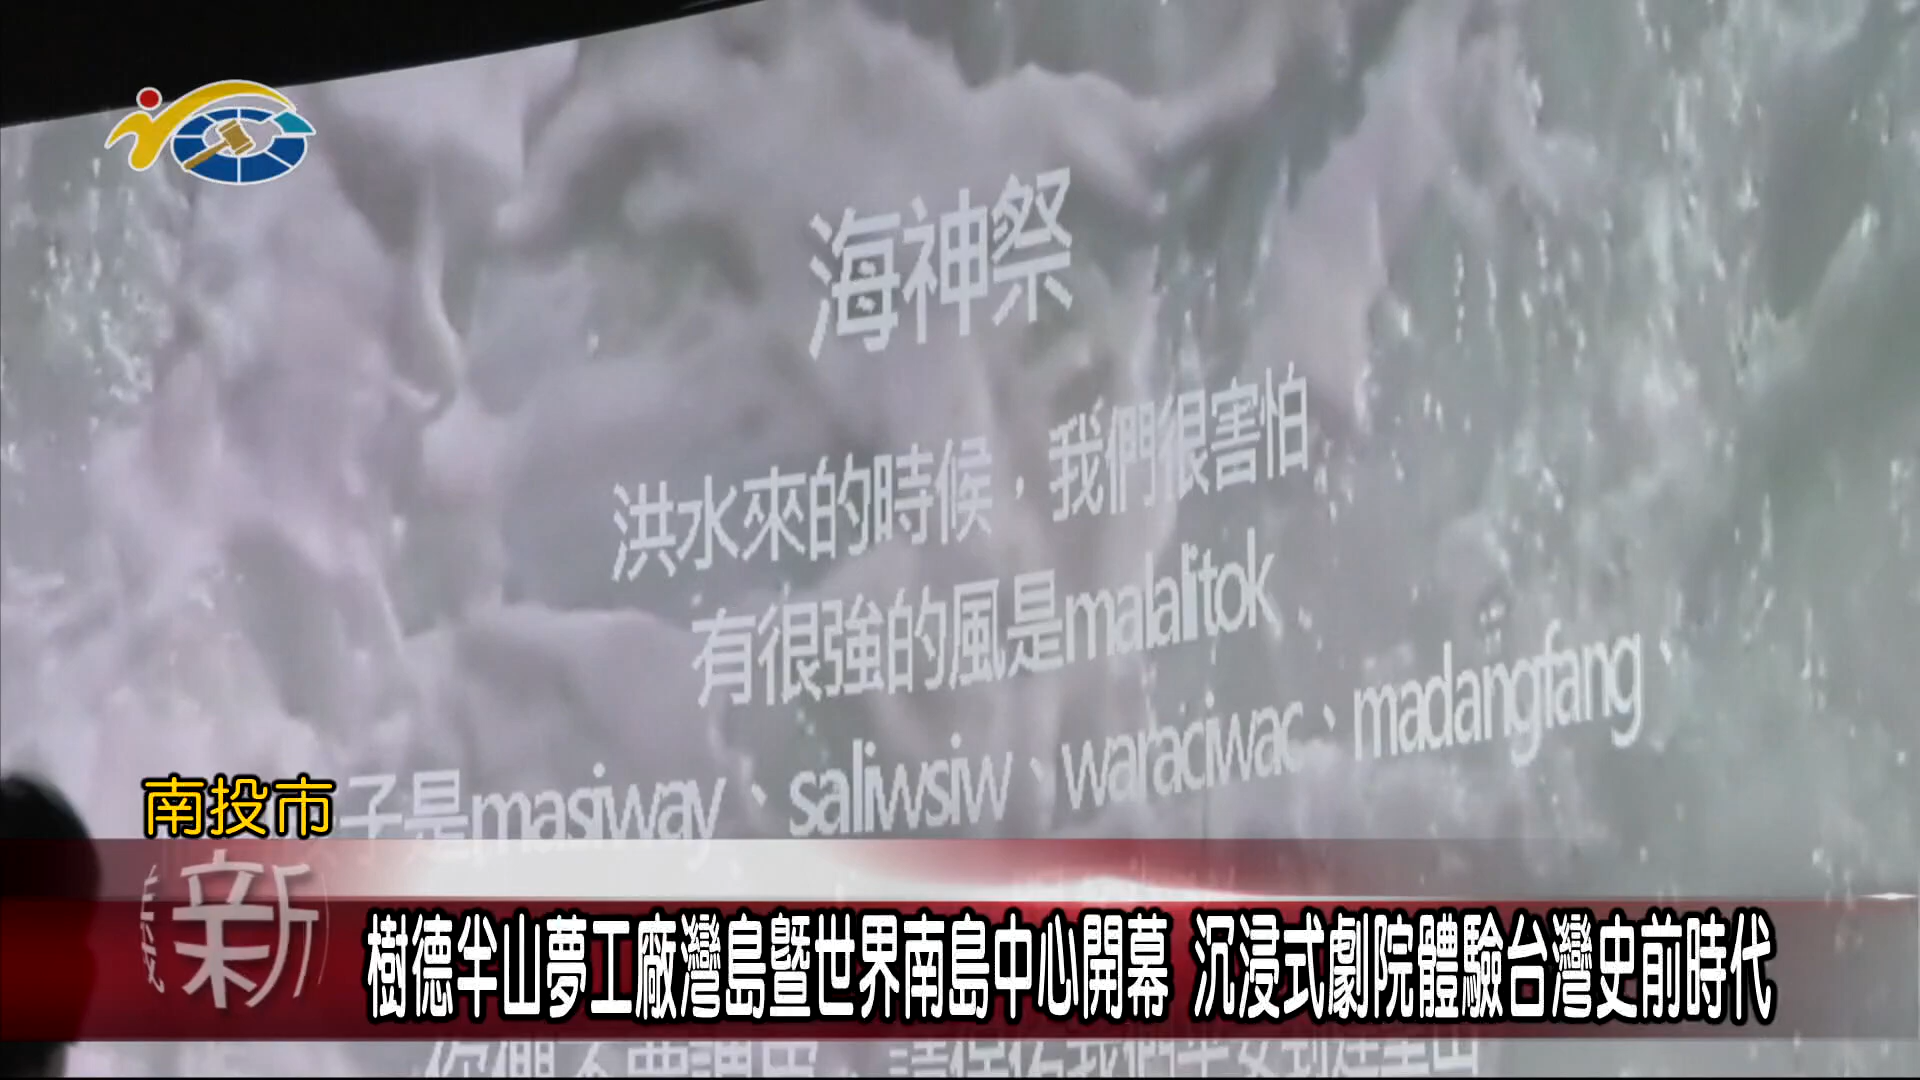 海神祭
洪水來的時候，我們很害怕
有很強的風是malalitok
子是masiway、saliwsiw、waraciwac、madangfang、
南投市
新
樹德半山夢工廠灣島暨世界南島中心開幕 沉浸式劇院體驗台灣史前時代